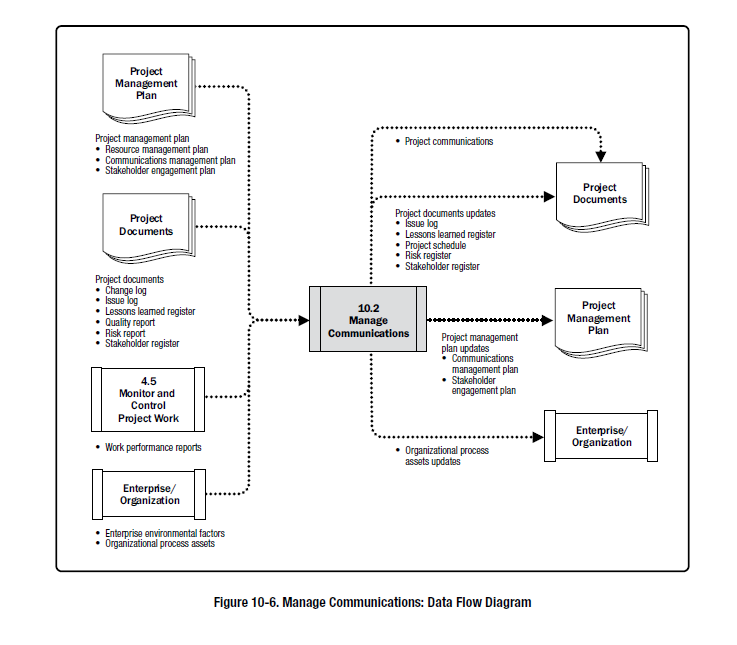 Project
Management
Plan
Project management plan
• Resource management plan
• Communications management plan
• Stakeholder engagement plan
Project
Documents
Project documents
• Change log
• Issue log
• Lessons learned register
• Quality report
• Risk report
• Stakeholder register
4.5
Monitor and
Control
Project Work
• Work performance reports
Enterprise/
Organization
• Enterprise environmental factors
• Organizational process assets
10.2
Manage
Communications
• Project communications
Project
Documents
Project documents updates
• Issue log
• Lessons learned register
• Project schedule
• Risk register
• Stakeholder register
Project
Management
Plan
Project management
plan updates
• Communications
management plan
• Stakeholder
engagement plan
Enterprise/
Organization
• Organizational process
assets updates
Figure 10-6. Manage Communications: Data Flow Diagram